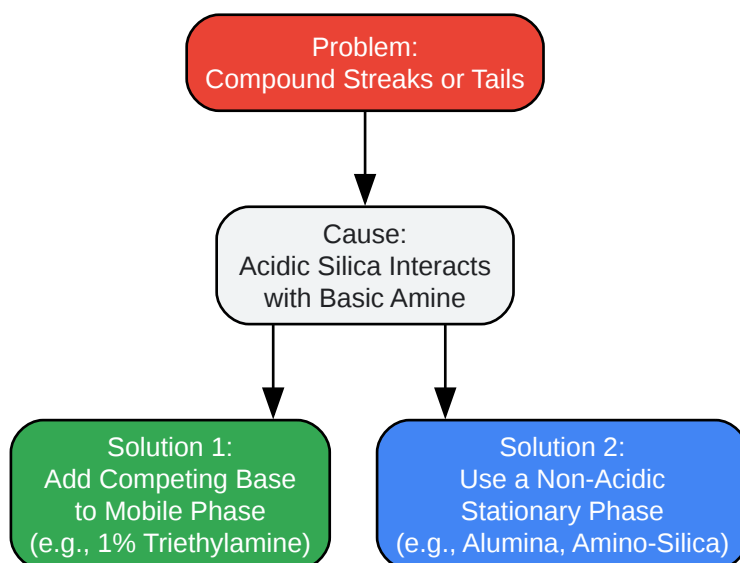 Problem:
Compound Streaks or Tails
Cause:
Acidic Silica Interacts
with Basic Amine
Solution 1:
Add Competing Base
to Mobile Phase
(e.g., 1% Triethylamine)
Solution 2:
Use a Non-Acidic
Stationary Phase
(e.g., Alumina, Amino-Silica)